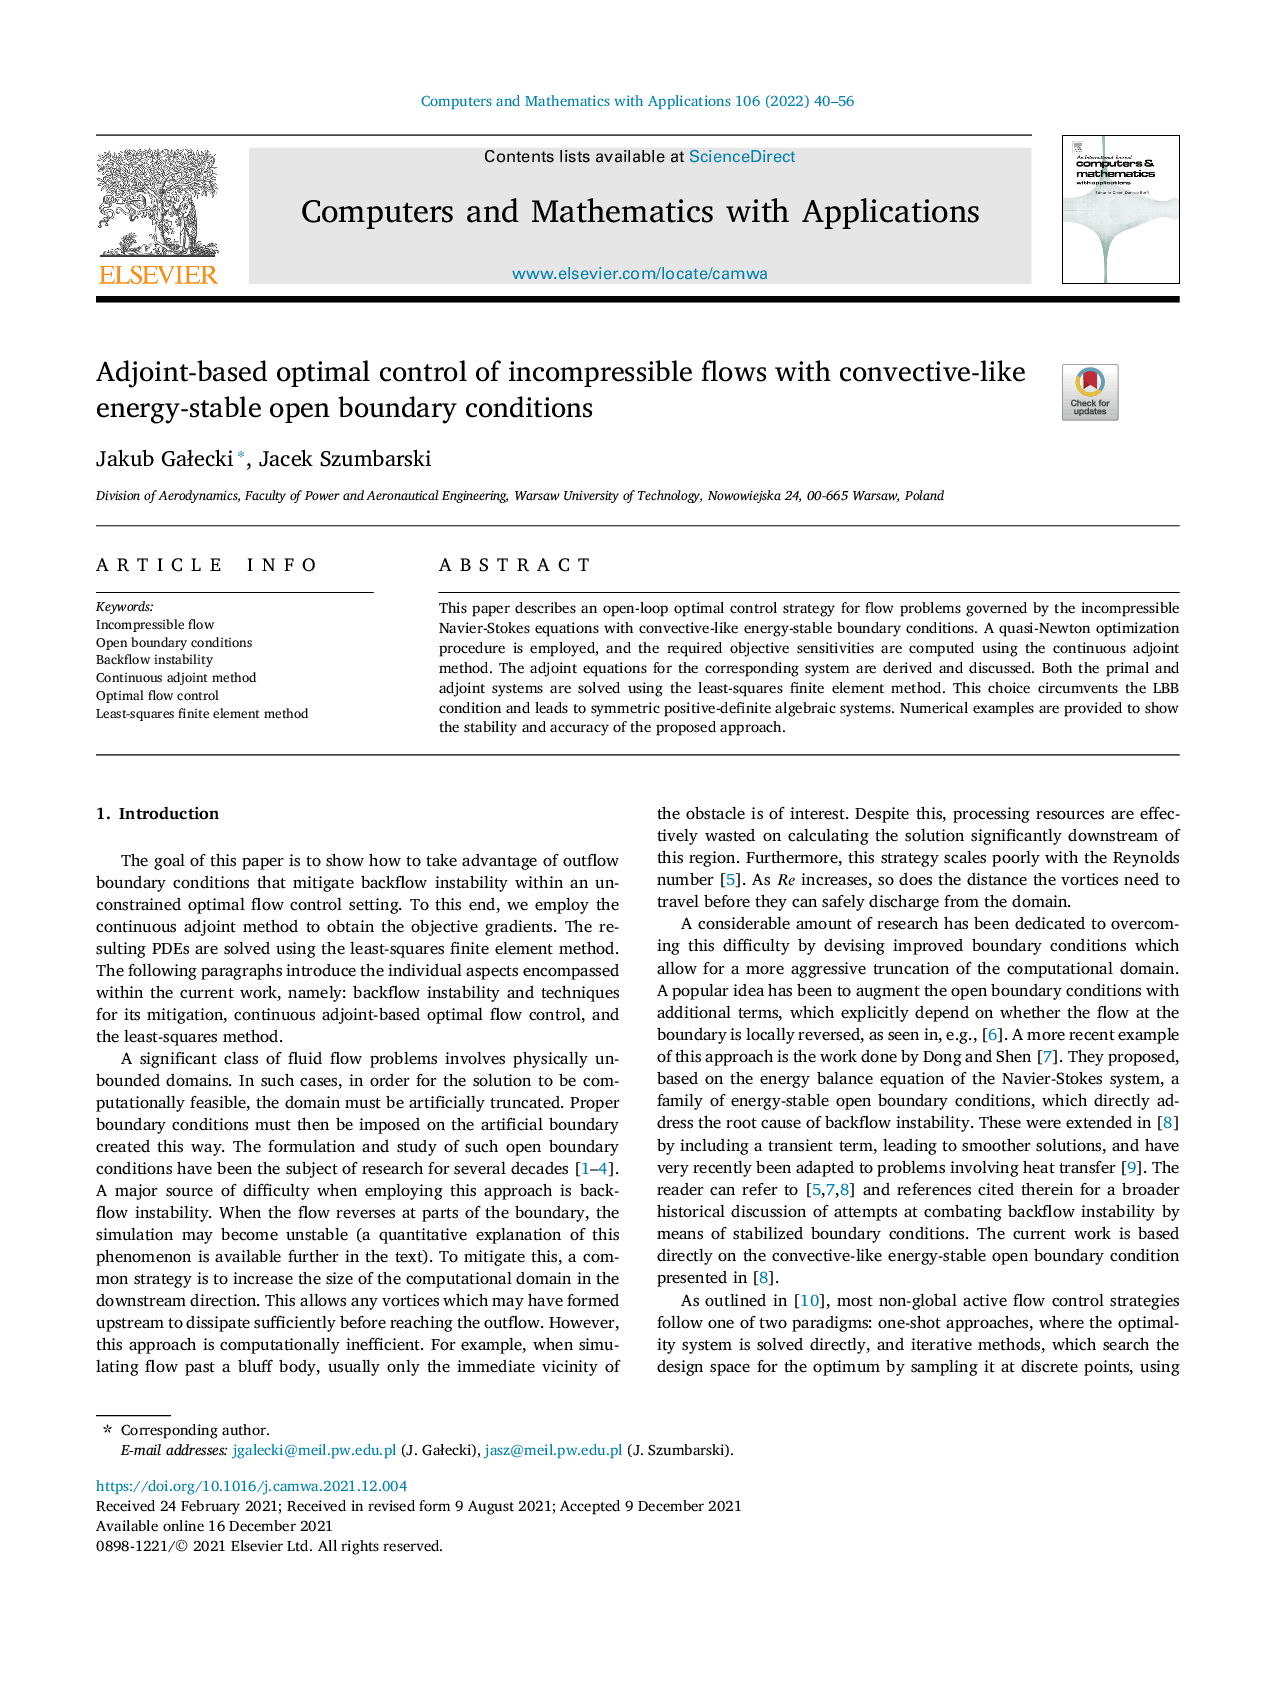 Computers and Mathematics with Applications 106 (2022) 40–56
Contents lists available at ScienceDirect
Computers and Mathematics with Applications
www.elsevier.com/locate/camwa
ELSEVIER
An International Journal
computers &
mathematics
with applications
Adjoint-based optimal control of incompressible flows with convective-like
energy-stable open boundary conditions
Check for
updates
Jakub Gałecki *, Jacek Szumbarski
Division of Aerodynamics, Faculty of Power and Aeronautical Engineering, Warsaw University of Technology, Nowowiejska 24, 00-665 Warsaw, Poland
ARTICLE INFO
Keywords:
Incompressible flow
Open boundary conditions
Backflow instability
Continuous adjoint method
Optimal flow control
Least-squares finite element method
ABSTRACT
This paper describes an open-loop optimal control strategy for flow problems governed by the incompressible
Navier-Stokes equations with convective-like energy-stable boundary conditions. A quasi-Newton optimization
procedure is employed, and the required objective sensitivities are computed using the continuous adjoint
method. The adjoint equations for the corresponding system are derived and discussed. Both the primal and
adjoint systems are solved using the least-squares finite element method. This choice circumvents the LBB
condition and leads to symmetric positive-definite algebraic systems. Numerical examples are provided to show
the stability and accuracy of the proposed approach.
1. Introduction
The goal of this paper is to show how to take advantage of outflow
boundary conditions that mitigate backflow instability within an un-
constrained optimal flow control setting. To this end, we employ the
continuous adjoint method to obtain the objective gradients. The re-
sulting PDEs are solved using the least-squares finite element method.
The following paragraphs introduce the individual aspects encompassed
within the current work, namely: backflow instability and techniques
for its mitigation, continuous adjoint-based optimal flow control, and
the least-squares method.
A significant class of fluid flow problems involves physically un-
bounded domains. In such cases, in order for the solution to be com-
putationally feasible, the domain must be artificially truncated. Proper
boundary conditions must then be imposed on the artificial boundary
created this way. The formulation and study of such open boundary
conditions have been the subject of research for several decades [1–4].
A major source of difficulty when employing this approach is back-
flow instability. When the flow reverses at parts of the boundary, the
simulation may become unstable (a quantitative explanation of this
phenomenon is available further in the text). To mitigate this, a com-
mon strategy is to increase the size of the computational domain in the
downstream direction. This allows any vortices which may have formed
upstream to dissipate sufficiently before reaching the outflow. However,
this approach is computationally inefficient. For example, when simu-
lating flow past a bluff body, usually only the immediate vicinity of
the obstacle is of interest. Despite this, processing resources are effec-
tively wasted on calculating the solution significantly downstream of
this region. Furthermore, this strategy scales poorly with the Reynolds
number [5]. As Re increases, so does the distance the vortices need to
travel before they can safely discharge from the domain.
A considerable amount of research has been dedicated to overcom-
ing this difficulty by devising improved boundary conditions which
allow for a more aggressive truncation of the computational domain.
A popular idea has been to augment the open boundary conditions with
additional terms, which explicitly depend on whether the flow at the
boundary is locally reversed, as seen in, e.g., [6]. A more recent example
of this approach is the work done by Dong and Shen [7]. They proposed,
based on the energy balance equation of the Navier-Stokes system, a
family of energy-stable open boundary conditions, which directly ad-
dress the root cause of backflow instability. These were extended in [8]
by including a transient term, leading to smoother solutions, and have
very recently been adapted to problems involving heat transfer [9]. The
reader can refer to [5,7,8] and references cited therein for a broader
historical discussion of attempts at combating backflow instability by
means of stabilized boundary conditions. The current work is based
directly on the convective-like energy-stable open boundary condition
presented in [8].
As outlined in [10], most non-global active flow control strategies
follow one of two paradigms: one-shot approaches, where the optimal-
ity system is solved directly, and iterative methods, which search the
design space for the optimum by sampling it at discrete points, using
* Corresponding author.
E-mail addresses: jgalecki@meil.pw.edu.pl (J. Gałecki), jasz@meil.pw.edu.pl (J. Szumbarski).
https://doi.org/10.1016/j.camwa.2021.12.004
Received 24 February 2021; Received in revised form 9 August 2021; Accepted 9 December 2021
Available online 16 December 2021
0898-1221/© 2021 Elsevier Ltd. All rights reserved.